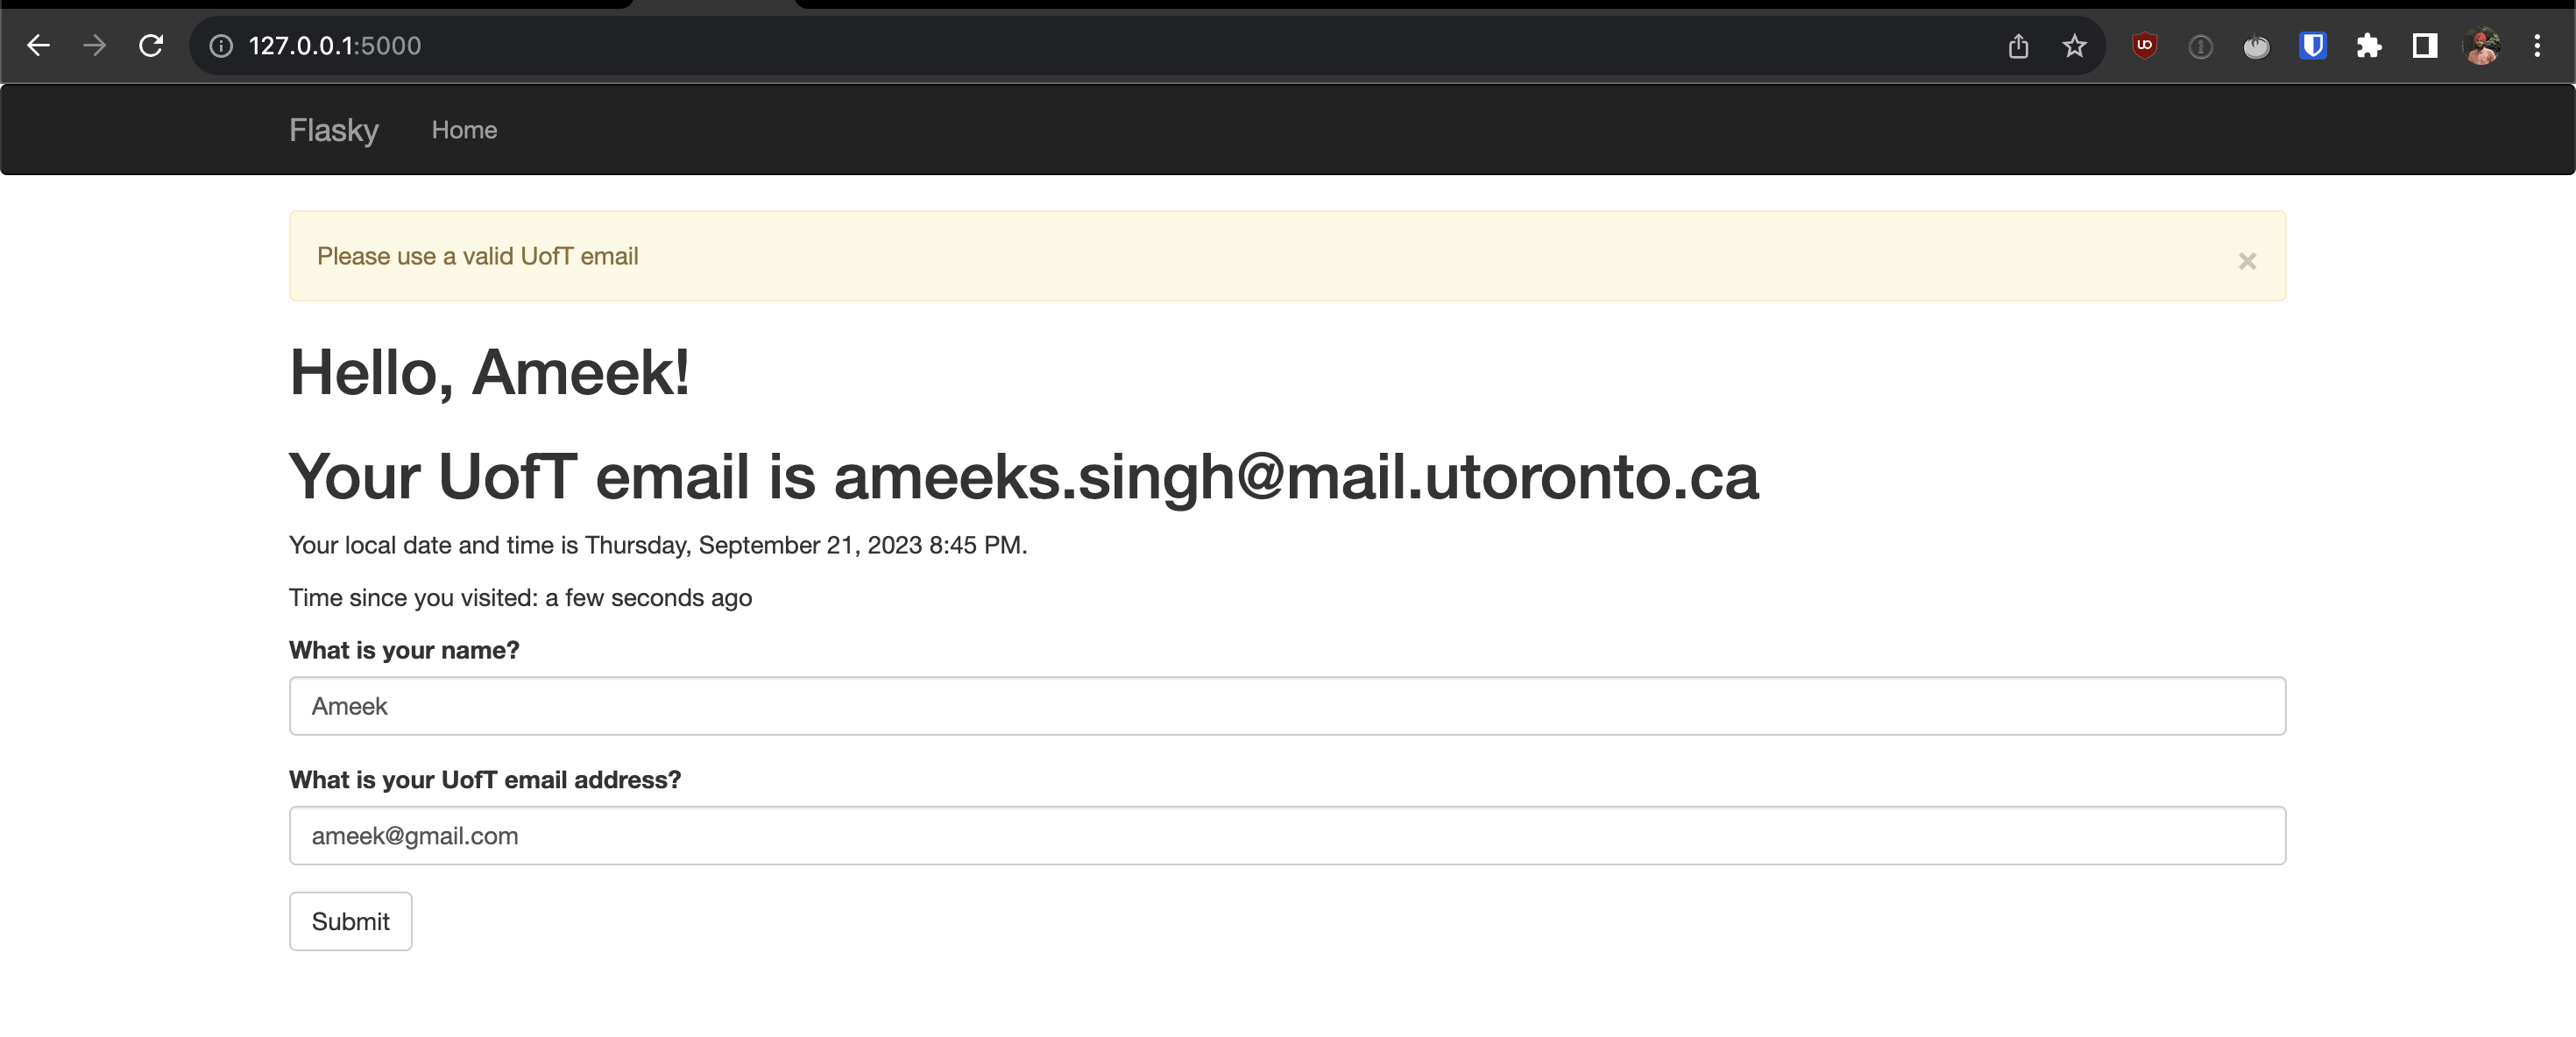 127.0.0.1:5000
Flasky Home
Please use a valid UofT email ×
Hello, Ameek!
Your UofT email is ameeks.singh@mail.utoronto.ca
Your local date and time is Thursday, September 21, 2023 8:45 PM.
Time since you visited: a few seconds ago
What is your name?
Ameek
What is your UofT email address?
ameek@gmail.com
Submit